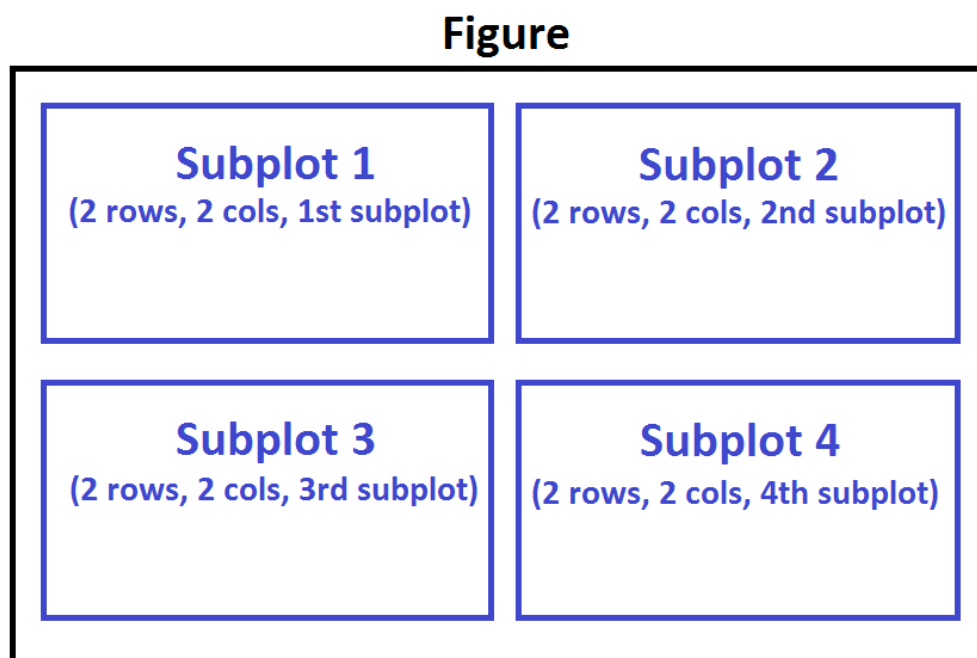 Figure
Subplot 1
(2 rows, 2 cols, 1st subplot)
Subplot 2
(2 rows, 2 cols, 2nd subplot)
Subplot 3
(2 rows, 2 cols, 3rd subplot)
Subplot 4
(2 rows, 2 cols, 4th subplot)